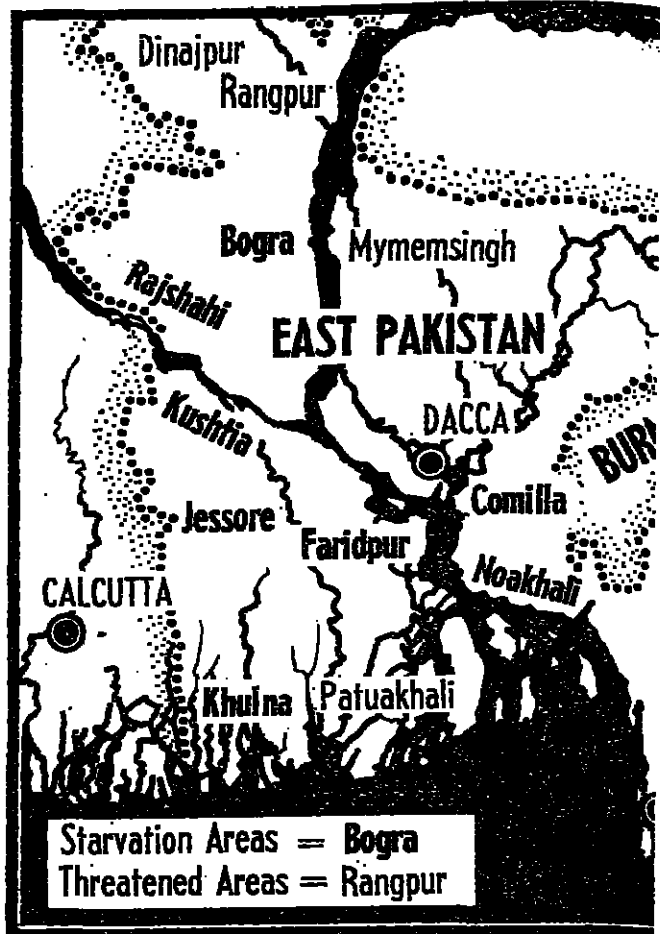 Dinajpur
Rangpur
Bogra
Mymemsingh
Rajshahi
EAST PAKISTAN
Kushtia
DACCA
BURM
Jessore
Comilla
Faridpur
Noakhali
CALCUTTA
Khulna
Patuakhali
Starvation Areas = Bogra
Threatened Areas = Rangpur